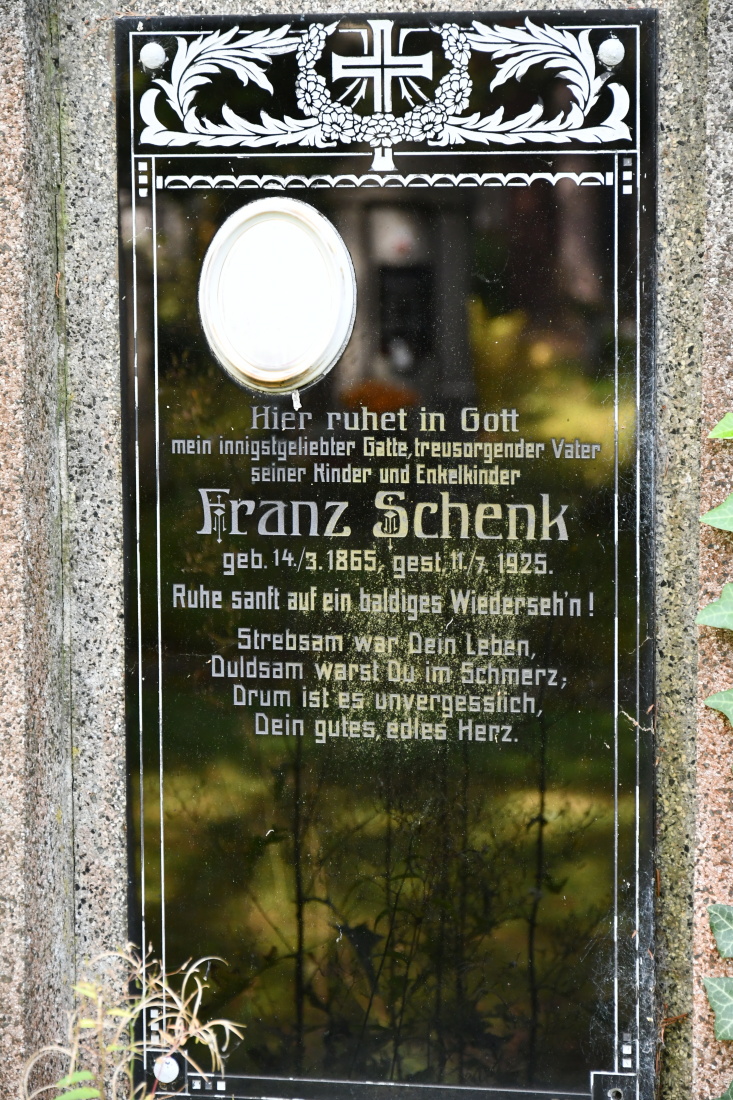 Hier ruhet in Gott
mein innigstgeliebter Gatte, treusorgender Vater
seiner Kinder und Enkelkinder
Franz Schenk
geb. 14./3. 1865, gest. 11./7. 1925.
Ruhe sanft auf ein baldiges Wiederseh'n!
Strebsam war Dein Leben,
Duldsam warst Du im Schmerz;
Drum ist es unvergesslich,
Dein gutes, edles Herz.